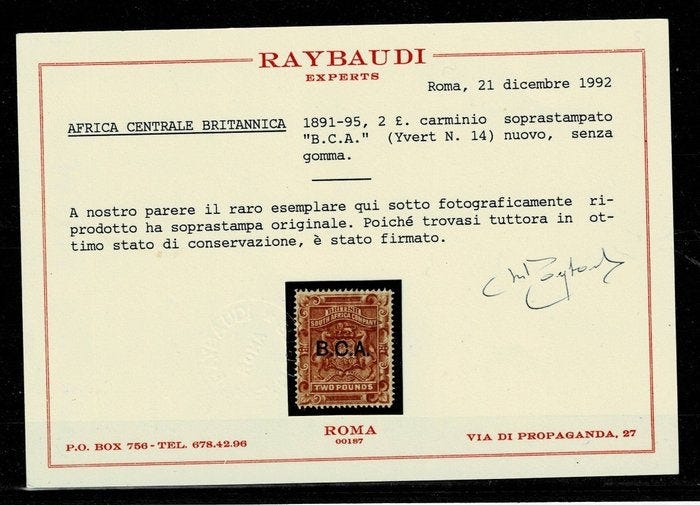 RAYBAUDI
EXPERTS
Roma, 21 dicembre 1992
AFRICA CENTRALE BRITANNICA
1891-95, 2 £. carminio soprastampato
"B.C.A." (Yvert N. 14) nuovo, senza
gomma.
A nostro parere il raro esemplare qui sotto fotograficamente ri-
prodotto ha soprastampa originale. Poiché trovasi tuttora in ot-
timo stato di conservazione, è stato firmato.
SOUTH AFRICA COMPANY
B.C.A.
TWO POUNDS
ROMA
00187
P.O. BOX 756 - TEL. 678.42.96
VIA DI PROPAGANDA, 27